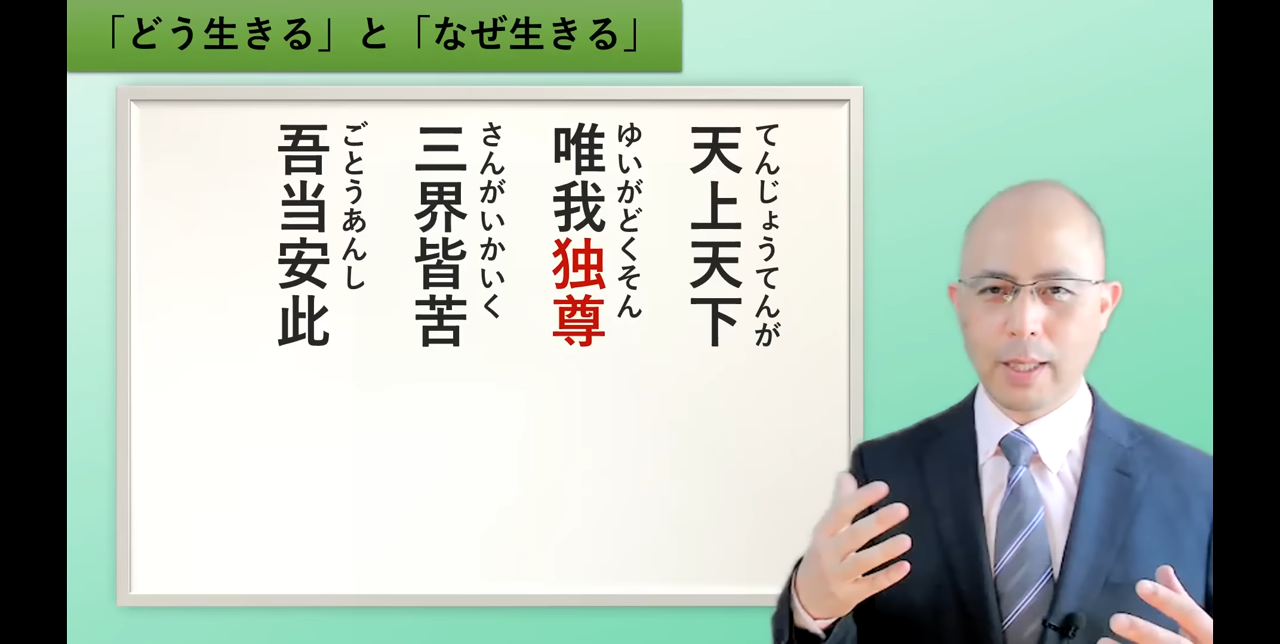 「どう生きる」と「なぜ生きる」
てんじょうてんが
天上天下
ゆいがどくそん
唯我独尊
さんがいかいく
三界皆苦
ごとうあんし
吾当安此